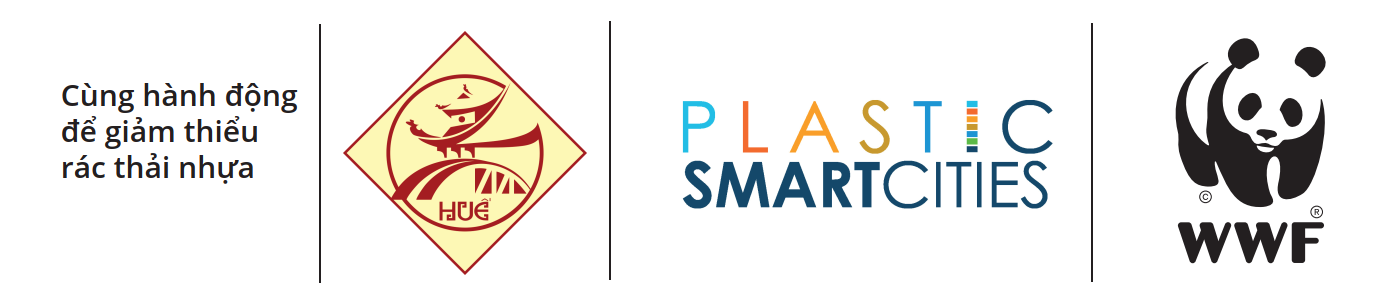 Cùng hành động
để giảm thiểu
rác thải nhựa
HUẾ
PLASTIC
SMARTCITIES
©
®
WWF